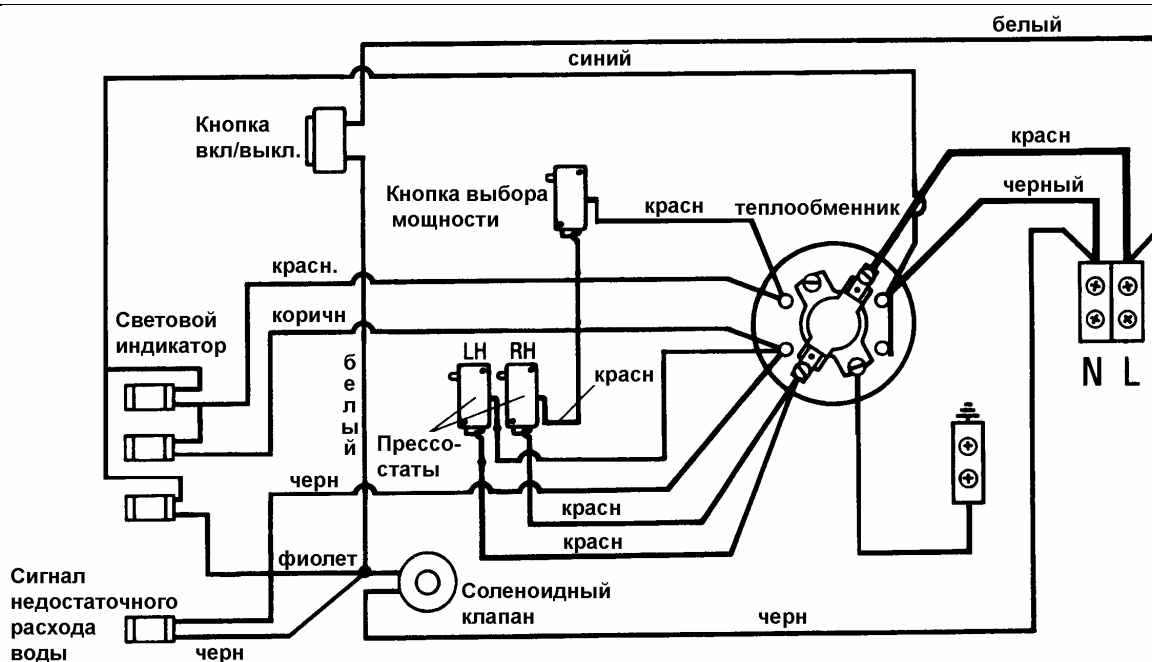 белый
синий
Кнопка
вкл/выкл.
красн
Кнопка выбора
мощности
черный
красн
теплообменник
красн.
Световой
индикатор
коричн
LH RH
красн
белый
N L
Прессо-
статы
черн
красн
красн
фиолет
Сигнал
недостаточного
расхода
воды
Соленоидный
клапан
черн
черн